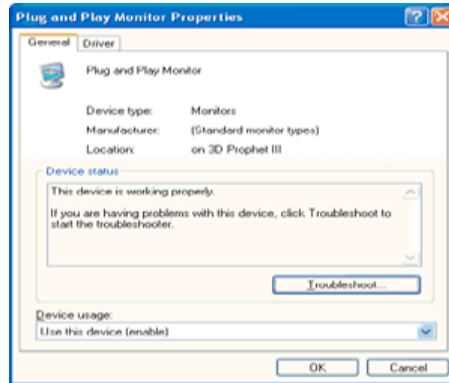 Plug and Play Monitor Properties
General Driver
Plug and Play Monitor
Device type: Monitors
Manufacturer: (Standard monitor types)
Location: on 3D Prophet III
Device status
This device is working properly.
If you are having problems with this device, click Troubleshoot to
start the troubleshooter.
Troubleshoot...
Device usage:
Use this device (enable)
OK Cancel